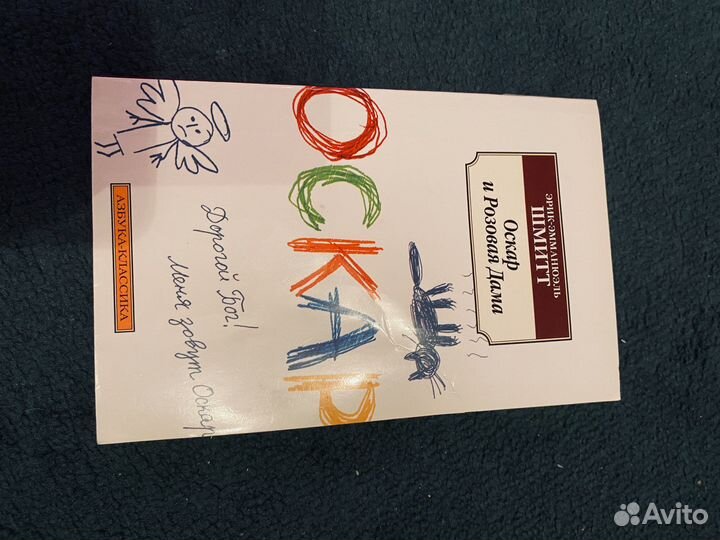 ЭРИК-ЭММАНЮЭЛЬ
ШМИТТ
Оскар
и Розовая Дама
ОСКАР
Дорогой Бог!
Меня зовут Оскар
АЗБУКА-КЛАССИКА
Avito